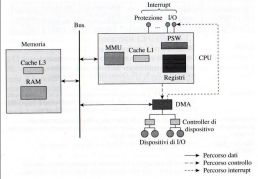 Interrupt
Protezione I/O
...
Bus
Memoria
Cache L3
RAM
MMU
Cache L1
PSW
Registri
CPU
DMA
Controller di
dispositivo
Dispositivi di I/O
Percorso dati
Percorso controllo
Percorso interrupt